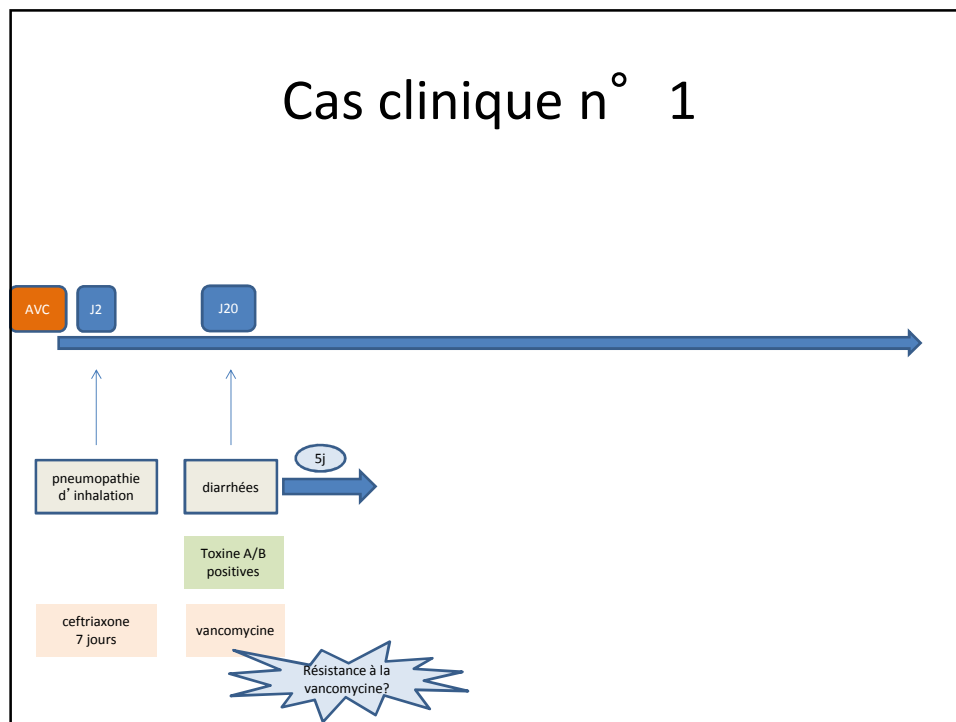 Cas clinique n° 1
AVC
J2
J20
5j
pneumopathie
d’inhalation
diarrhées
Toxine A/B
positives
ceftriaxone
7 jours
vancomycine
Résistance à la
vancomycine?